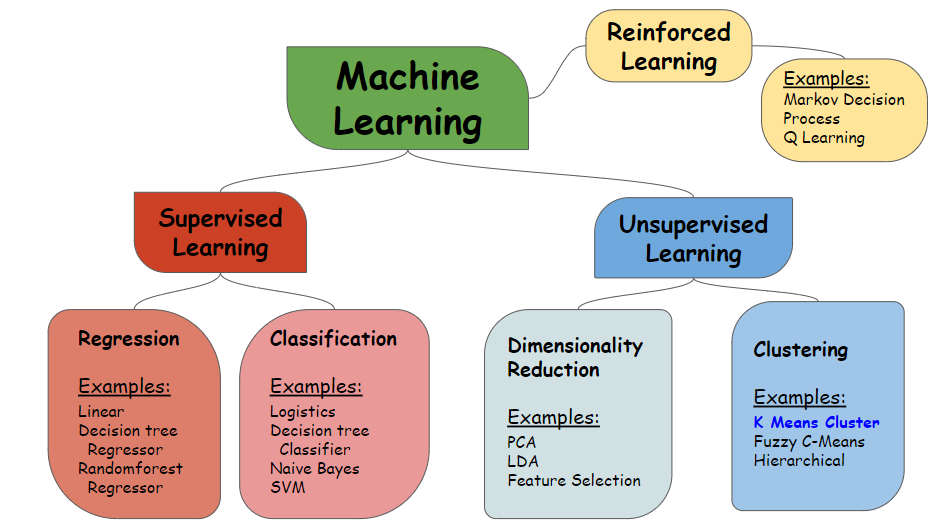 Machine
Learning
Reinforced
Learning
Examples:
Markov Decision
Process
Q Learning
Supervised
Learning
Unsupervised
Learning
Regression
Examples:
Linear
Decision tree
Regressor
Randomforest
Regressor
Classification
Examples:
Logistics
Decision tree
Classifier
Naive Bayes
SVM
Dimensionality
Reduction
Examples:
PCA
LDA
Feature Selection
Clustering
Examples:
K Means Cluster
Fuzzy C-Means
Hierarchical